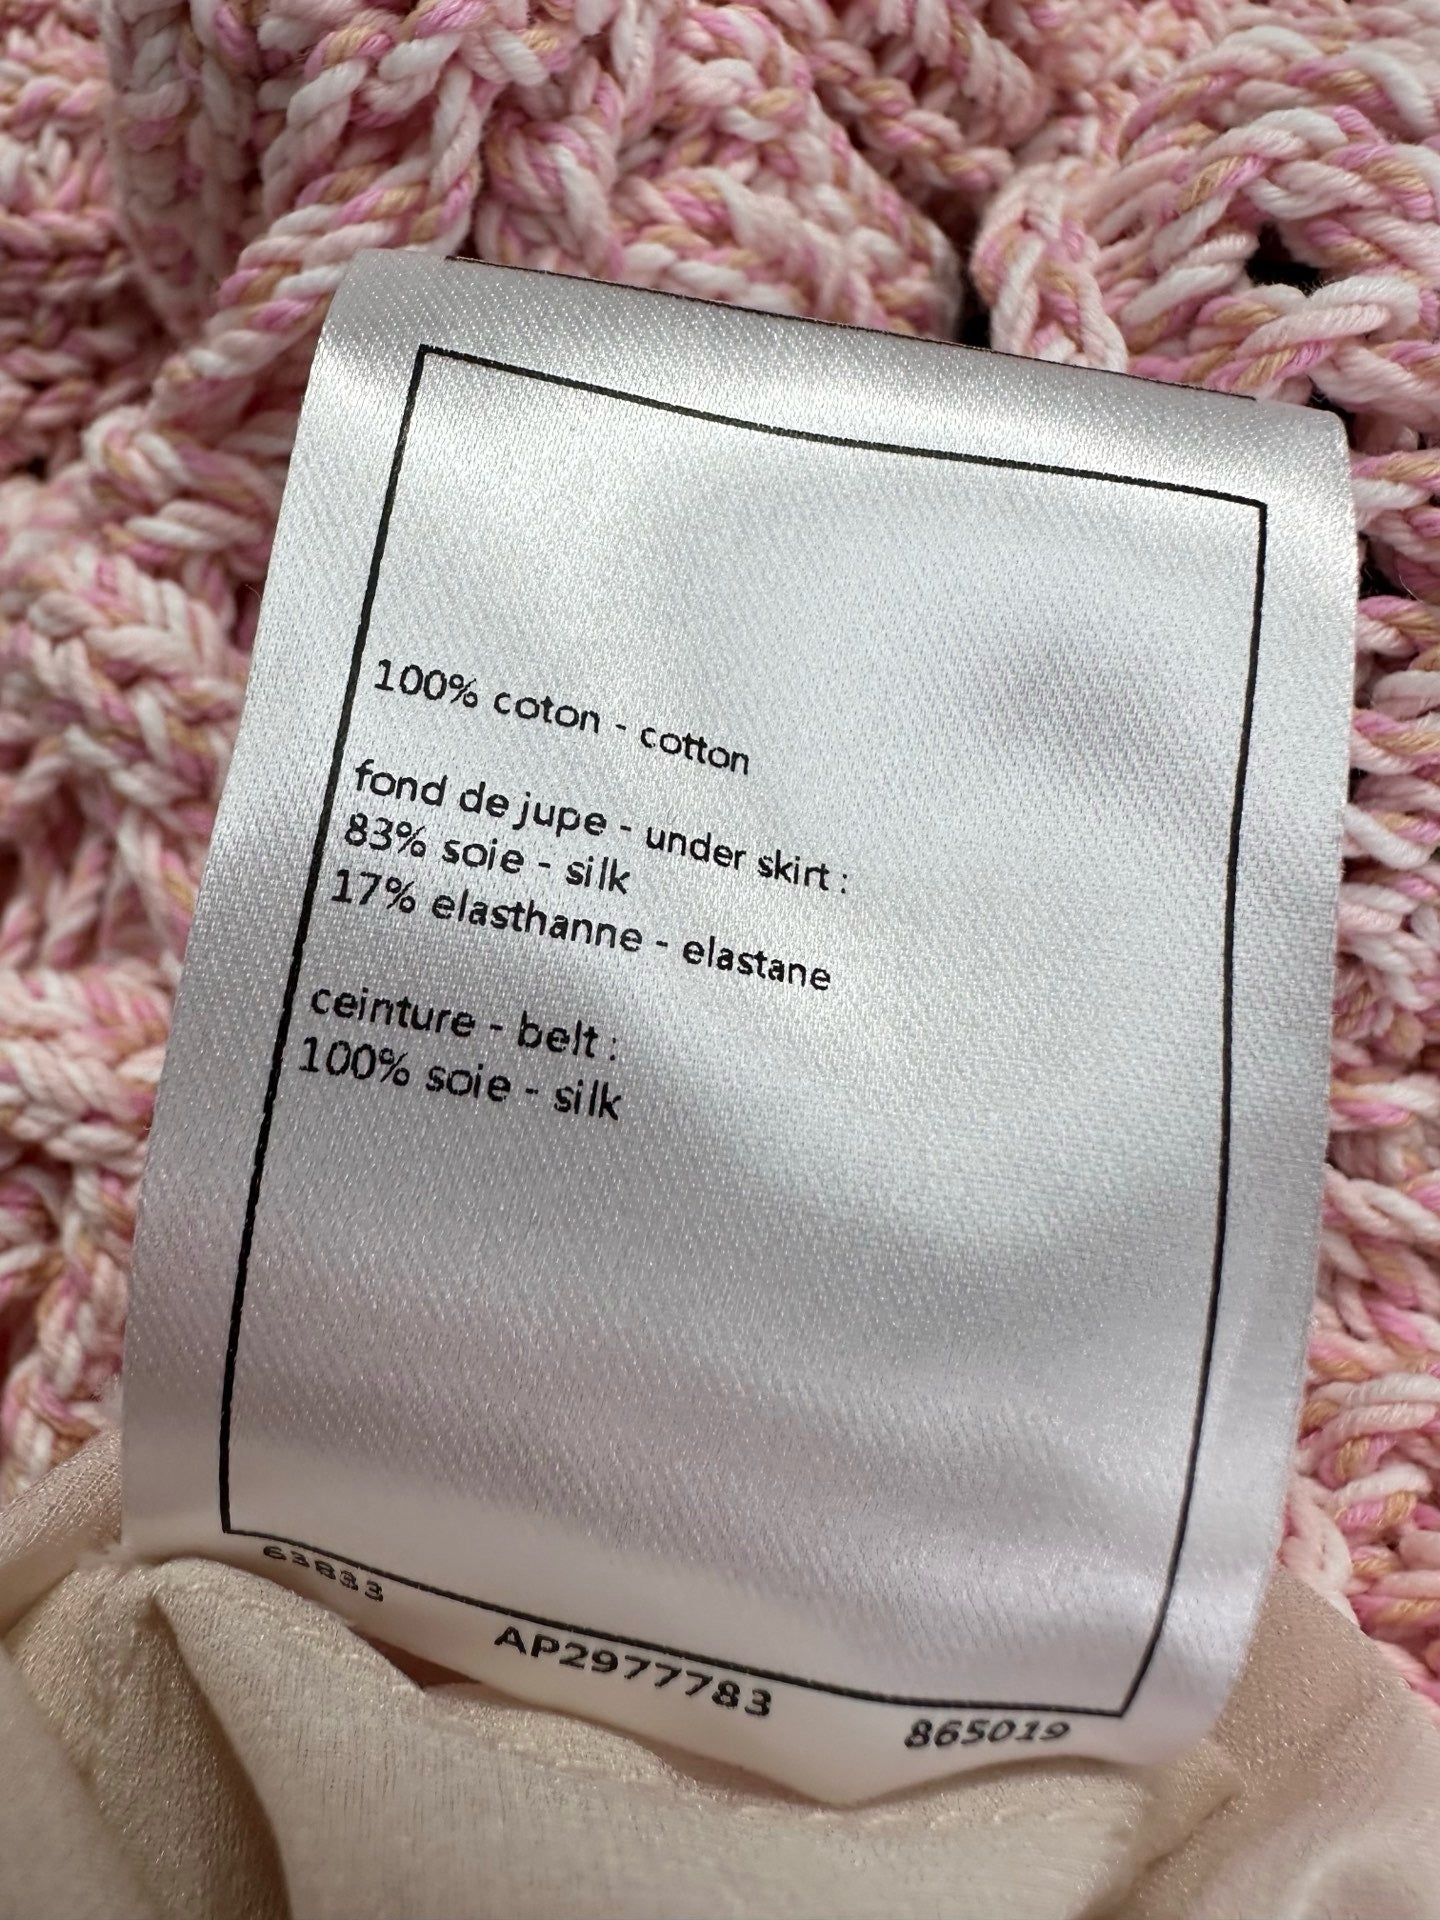 100% coton - cotton
fond de jupe - under skirt :
83% soie - silk
17% elasthanne - elastane
ceinture - belt :
100% soie - silk
63833
AP2977783
865019